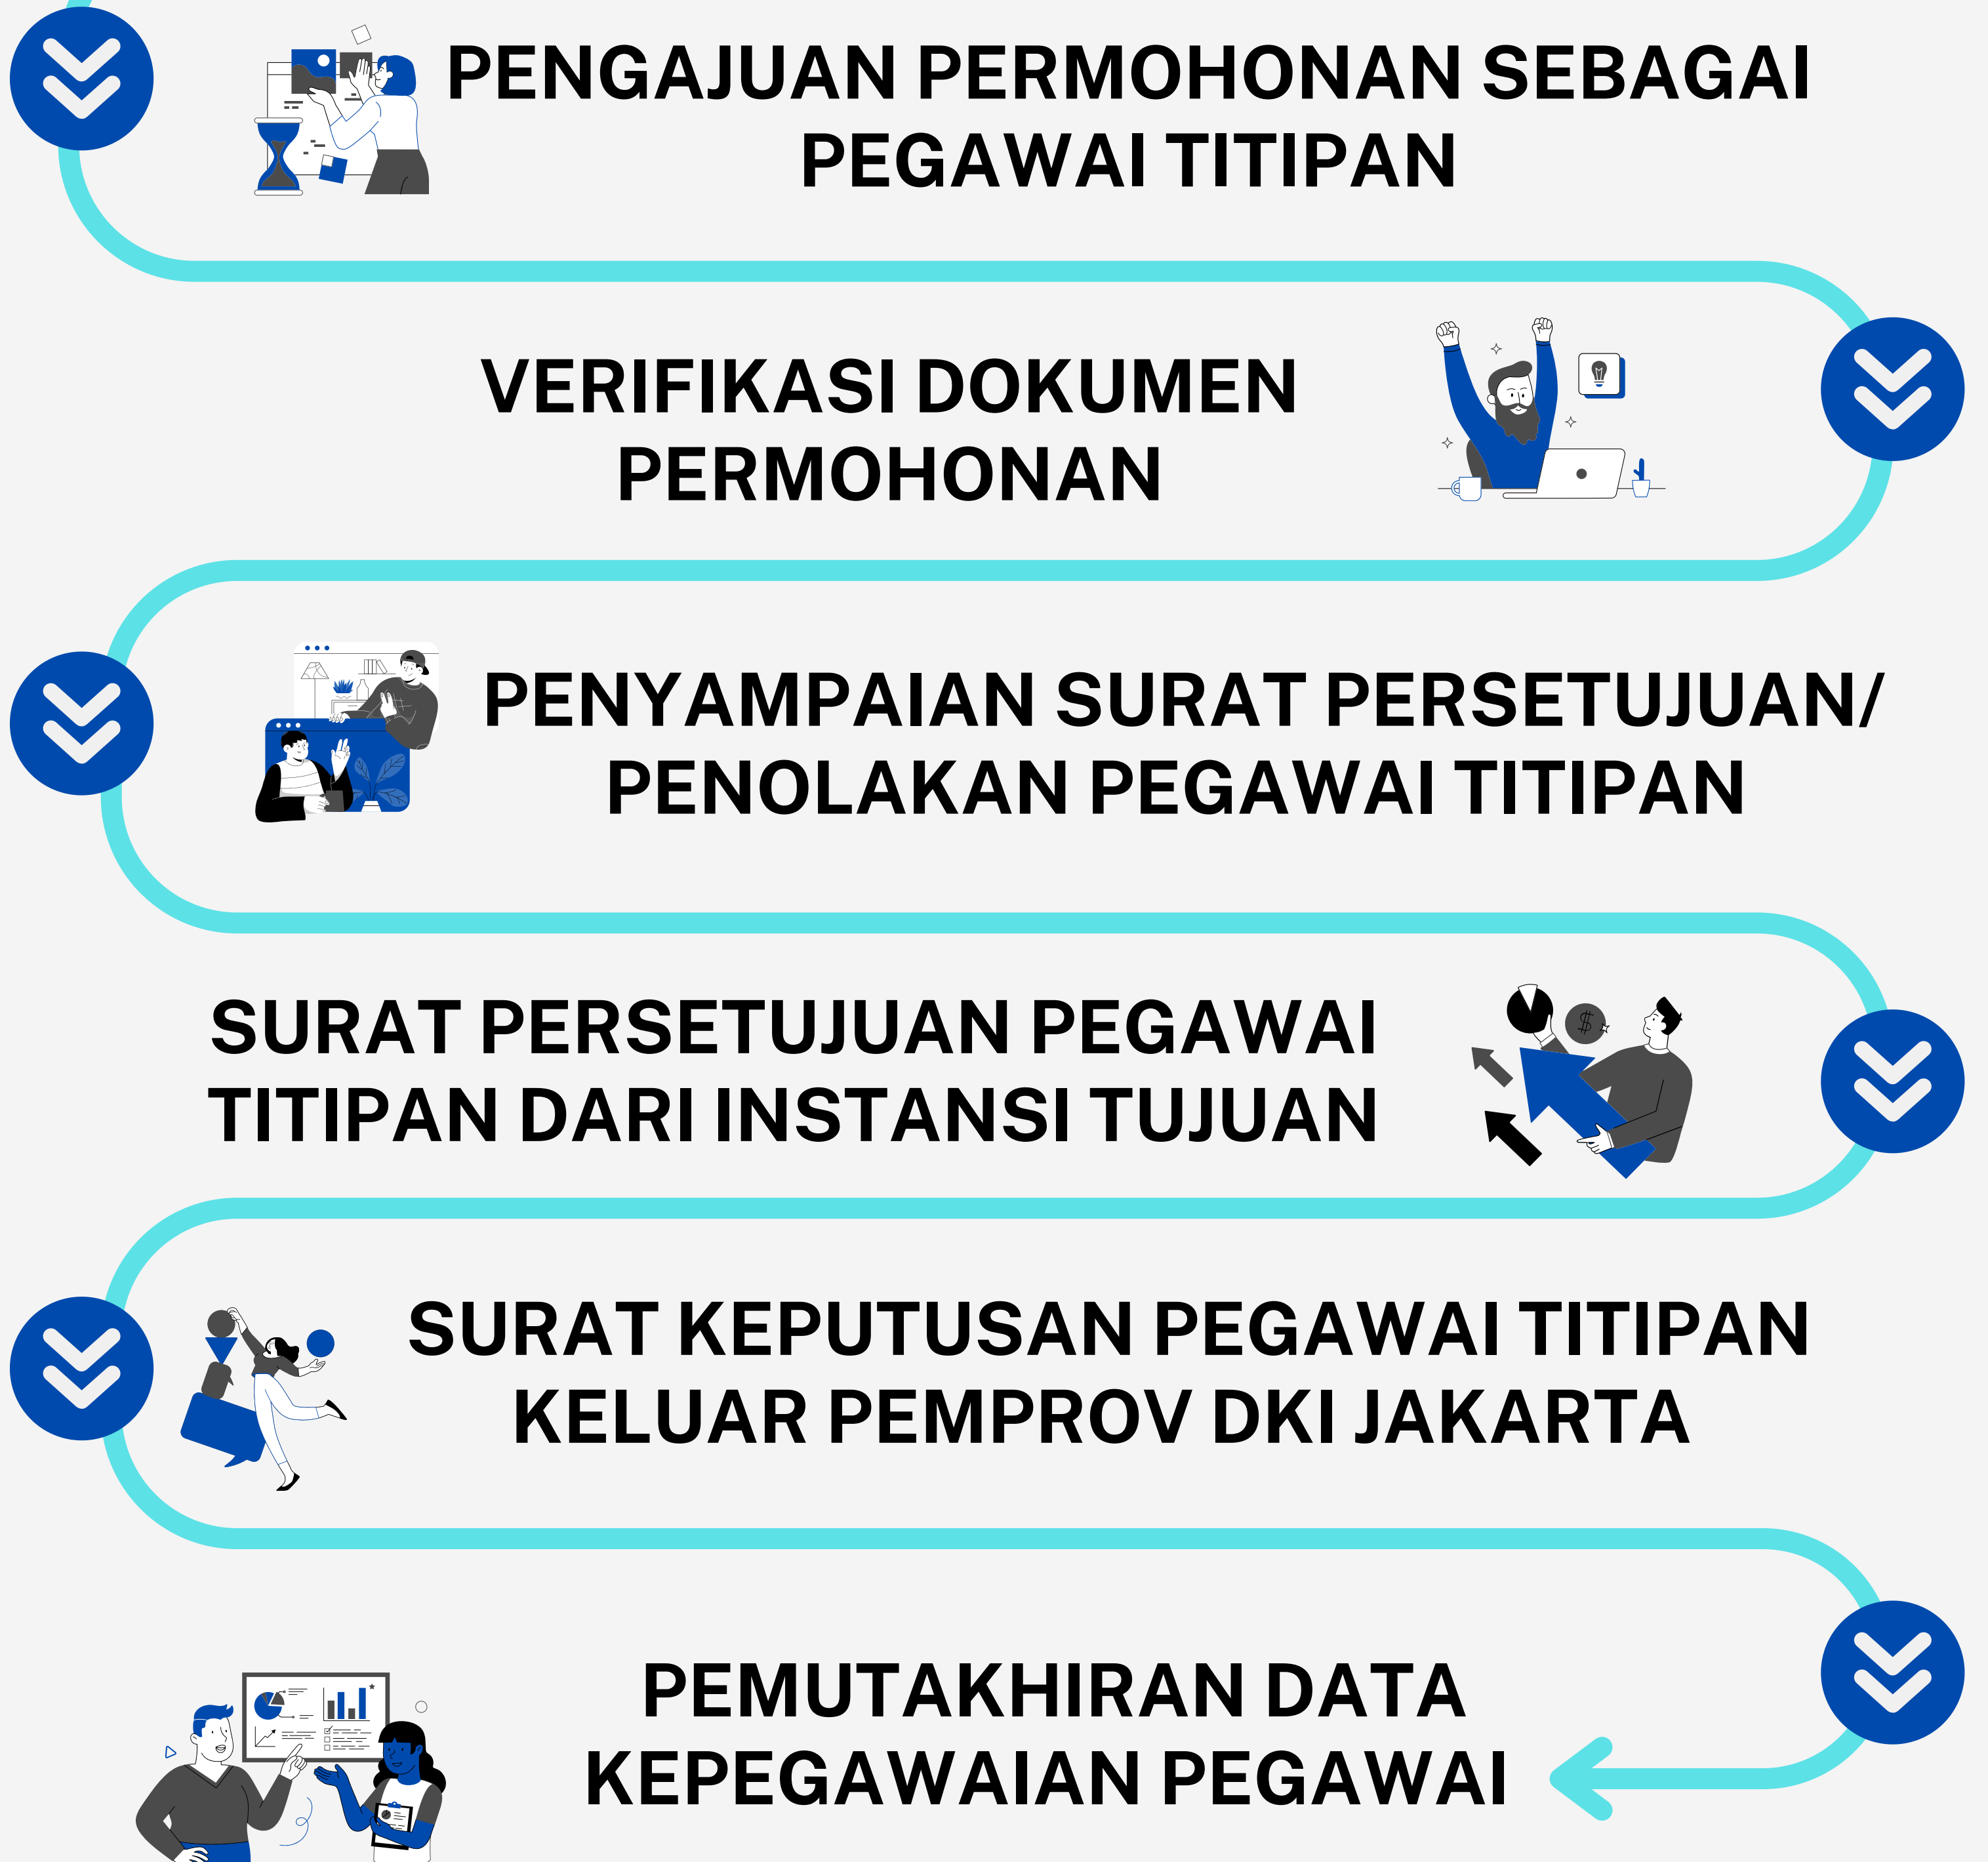 PENGAJUAN PERMOHONAN SEBAGAI
PEGAWAI TITIPAN
VERIFIKASI DOKUMEN
PERMOHONAN
PENYAMPAIAN SURAT PERSETUJUAN/
PENOLAKAN PEGAWAI TITIPAN
SURAT PERSETUJUAN PEGAWAI
TITIPAN DARI INSTANSI TUJUAN
SURAT KEPUTUSAN PEGAWAI TITIPAN
KELUAR PEMPROV DKI JAKARTA
PEMUTAKHIRAN DATA
KEPEGAWAIAN PEGAWAI